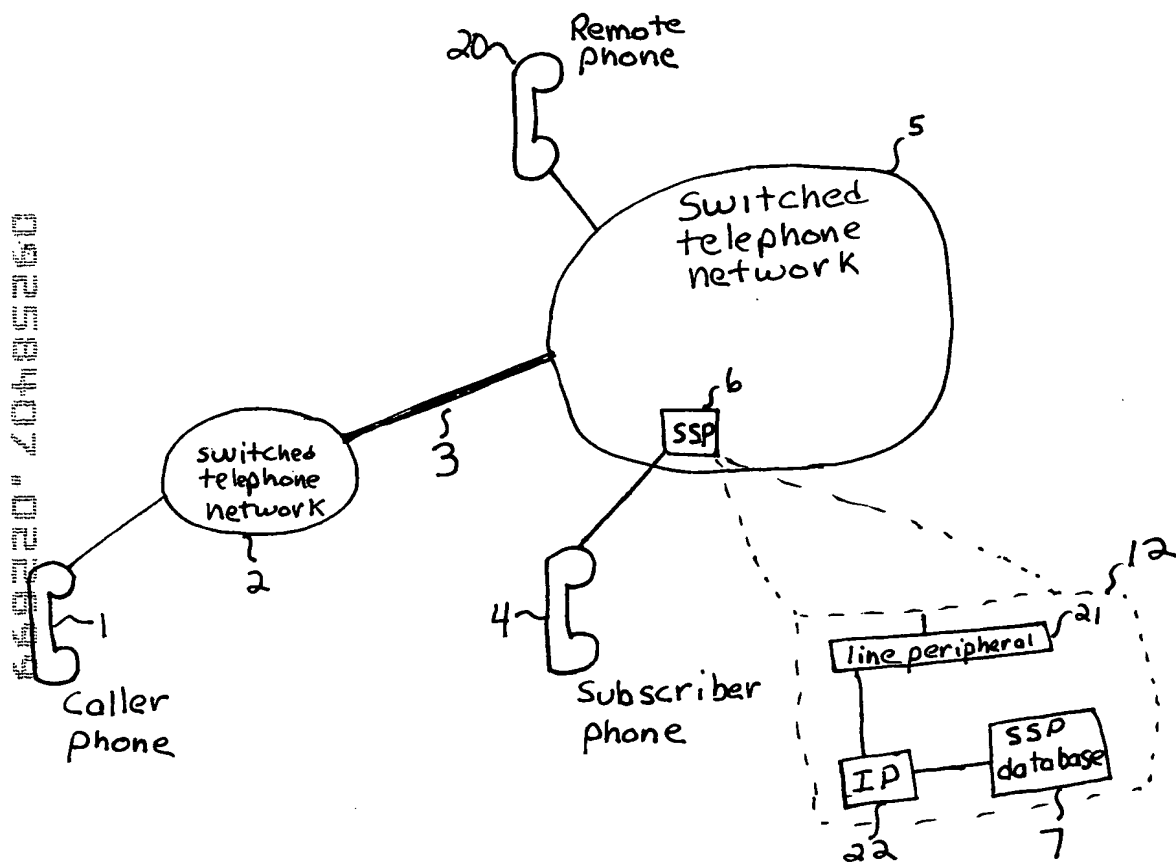 20
Remote
phone
5
Switched
telephone
network
6
SSP
3
switched
telephone
network
2
1
Caller
phone
4
Subscriber
phone
12
21
line peripheral
SSP
database
IP
22
7